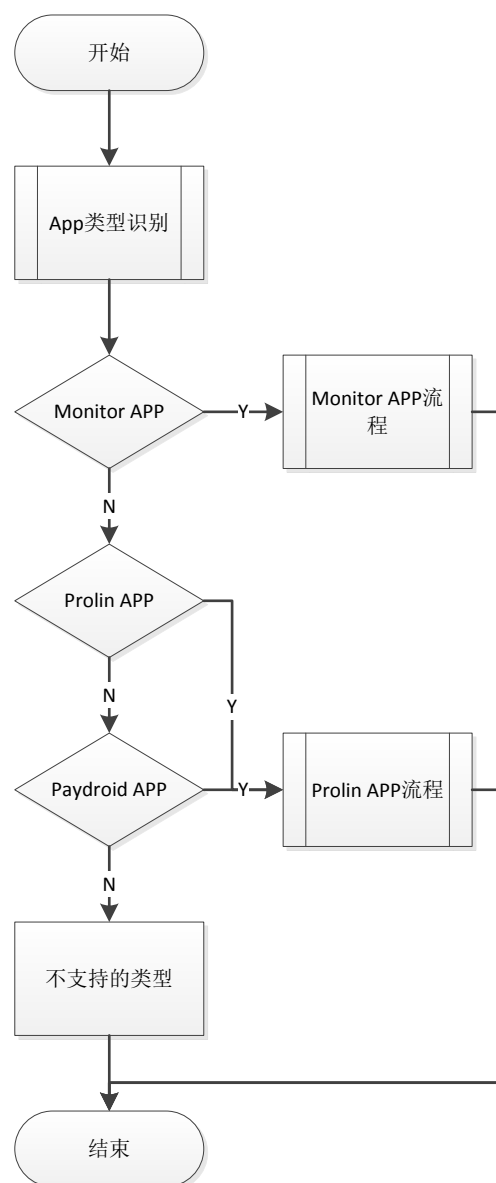 开始
App类型识别
Monitor APP
Y
Monitor APP流
程
N
Prolin APP
N
Y
Paydroid APP
Y
Prolin APP流程
N
不支持的类型
结束